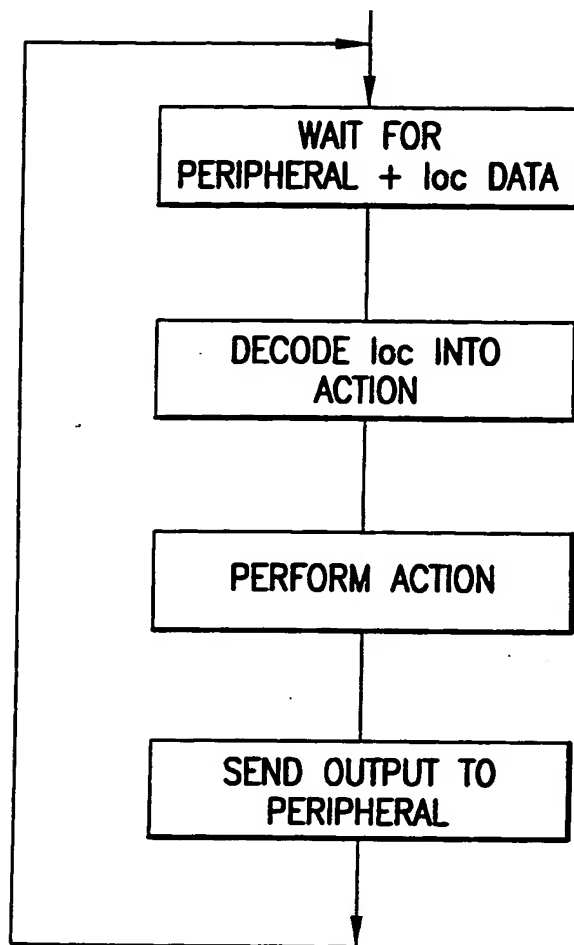 WAIT FOR
PERIPHERAL + loc DATA
DECODE loc INTO
ACTION
PERFORM ACTION
SEND OUTPUT TO
PERIPHERAL